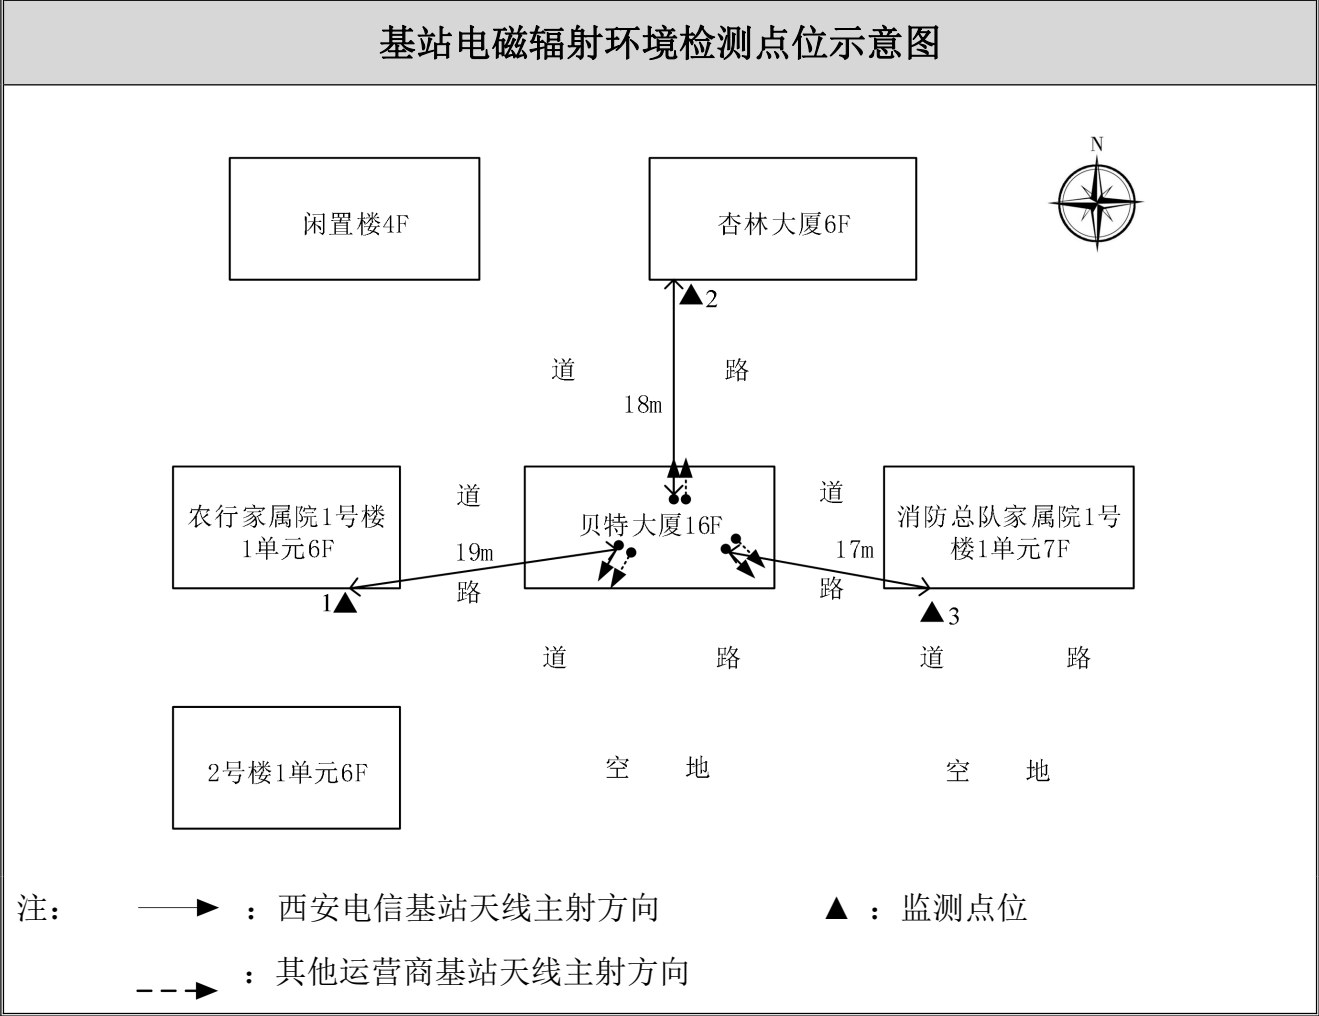 基站电磁辐射环境检测点位示意图
N
闲置楼4F
杏林大厦6F
2
道 路
18m
农行家属院1号楼
1单元6F
道
路
19m
贝特大厦16F
道
路
17m
消防总队家属院1号
楼1单元7F
1
3
道 路
道 路
2号楼1单元6F
空 地
空 地
注：
：西安电信基站天线主射方向
：监测点位
：其他运营商基站天线主射方向